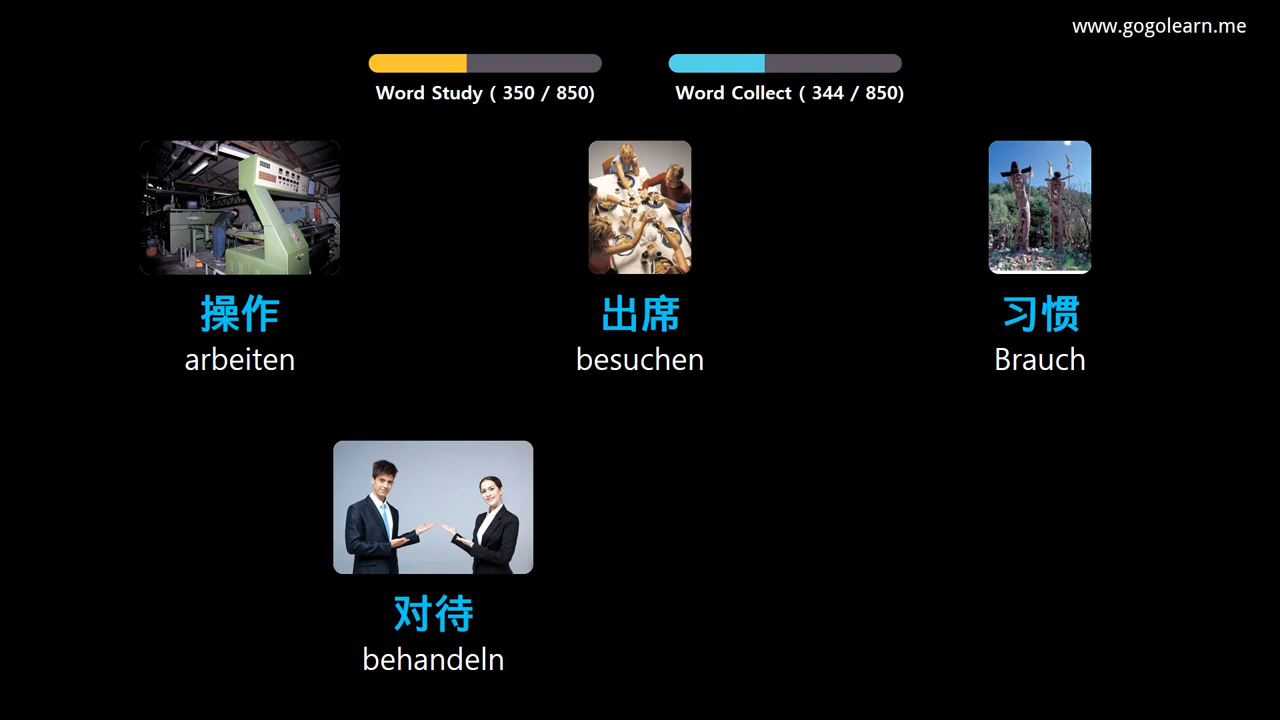 www.gogolearn.me
Word Study ( 350 / 850)
Word Collect ( 344 / 850)
操作
arbeiten
出席
besuchen
习惯
Brauch
对待
behandeln